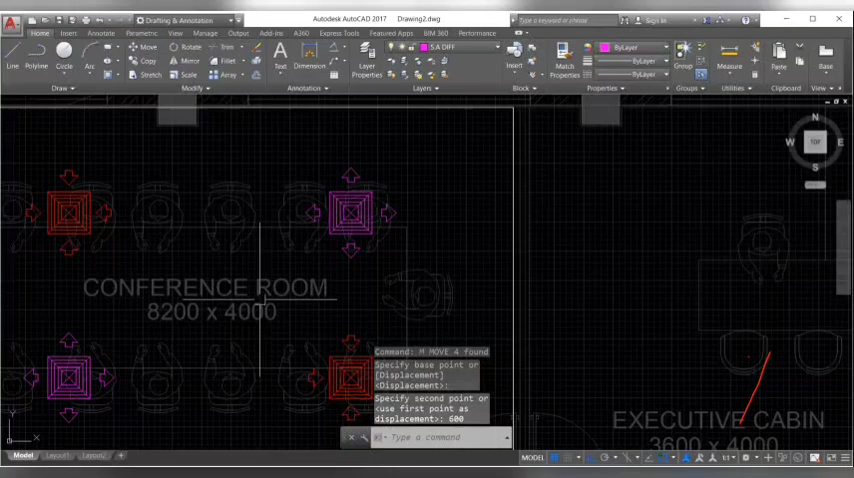 Autodesk AutoCAD 2017 Drawing2.dwg
Drafting & Annotation
Type a keyword or phrase
Sign In
Home Insert Annotate Parametric View Manage Output Add-ins A360 Express Tools Featured Apps BIM 360 Performance
Line Polyline Circle Arc
Move Rotate Trim
Copy Mirror Fillet
Stretch Scale Array
Text Dimension
Layer Properties
S.A DIFF
Insert
Match Properties
ByLayer
ByLayer
ByLayer
Group
Measure
Paste
Base
Draw Modify Annotation Layers Block Properties Groups Utilities Clipboard View
N
W TOP E
S
CONFERENCE ROOM
8200 x 4000
Command: M MOVE 4 found
Specify base point or
[Displacement]
<Displacement>:
Specify second point or
<use first point as
displacement>: 600
Type a command
EXECUTIVE CABIN
3600 x 4000
Y
X
Model Layout1 Layout2 +
MODEL
1:1